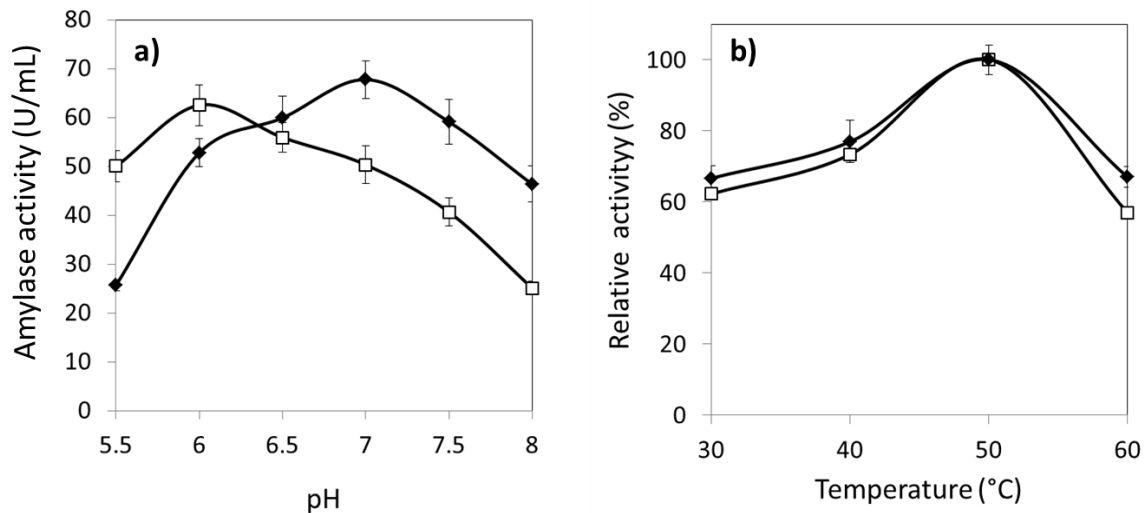 a)
Amylase activity (U/mL)
80
70
60
50
40
30
20
10
0
5.5 6 6.5 7 7.5 8
pH
b)
Relative activityy (%)
100
80
60
40
20
0
30 40 50 60
Temperature (°C)